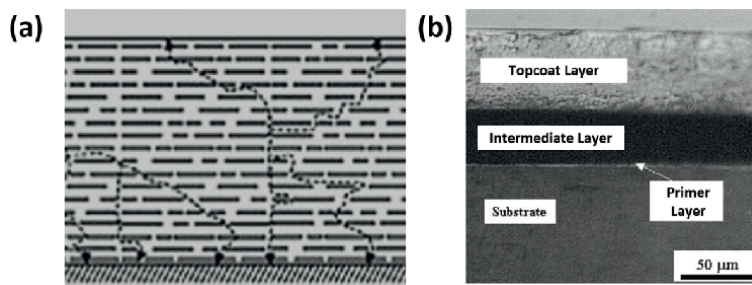 (a)
(b)
Topcoat Layer
Intermediate Layer
Primer
Layer
Substrate
50 μm